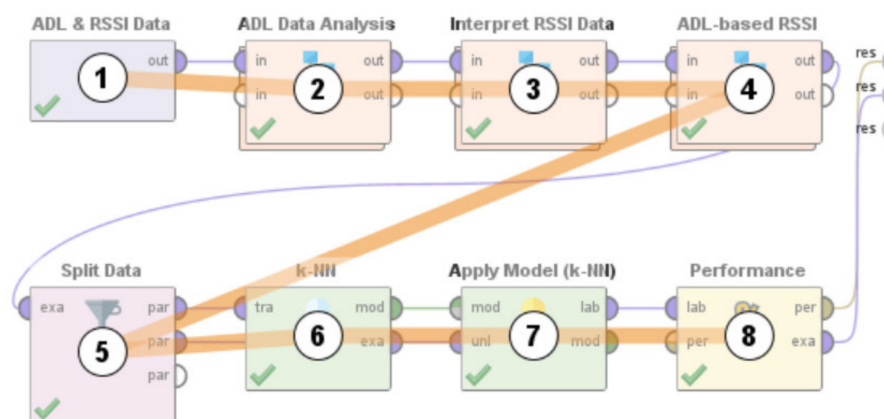 ADL & RSSI Data
ADL Data Analysis
Interpret RSSI Data
ADL-based RSSI
out
in
out
in
out
in
out
res
1
in
2
out
in
3
out
in
4
out
res
res
Split Data
k-NN
Apply Model (k-NN)
Performance
exa
par
tra
mod
mod
lab
lab
per
5
par
6
exa
unl
7
mod
per
8
exa
par